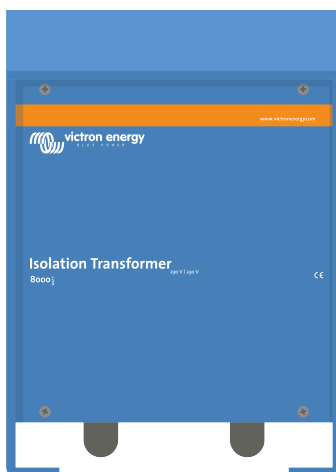 www.victronenergy.com
victron energy
BLUE POWER
Isolation Transformer
230 V | 230 V
8000
CE